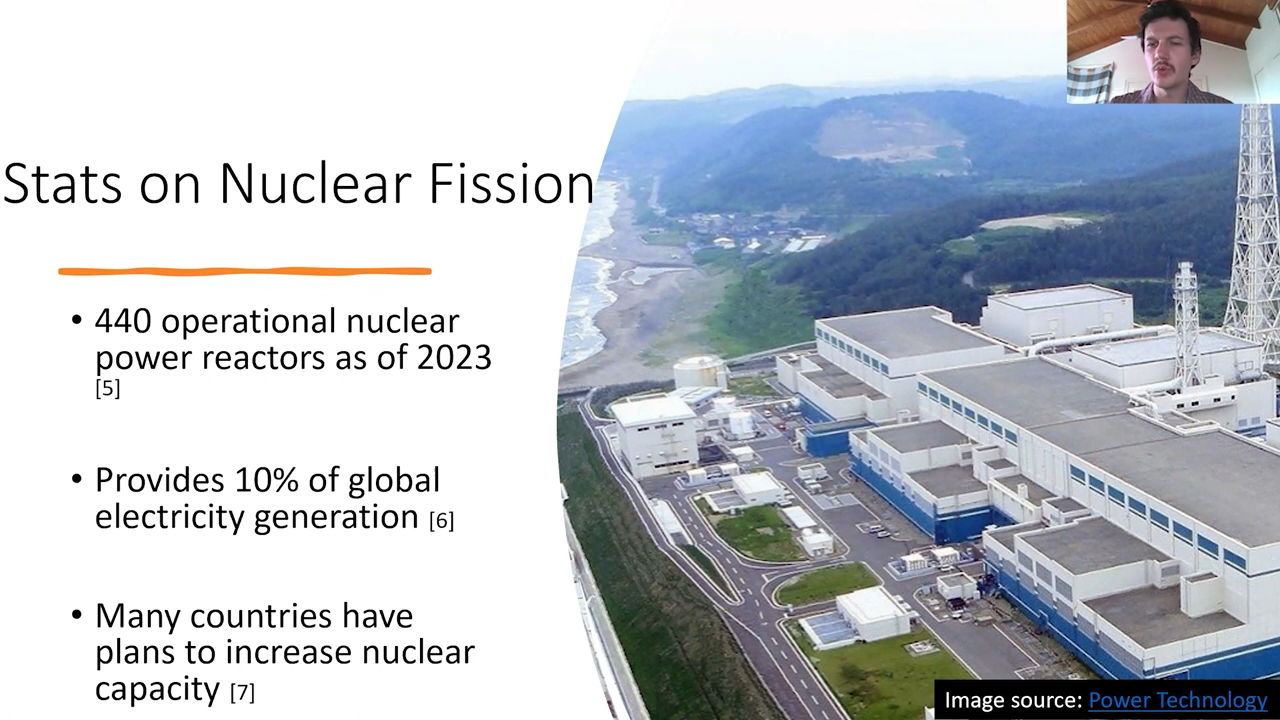 Stats on Nuclear Fission
• 440 operational nuclear
power reactors as of 2023
[5]
• Provides 10% of global
electricity generation [6]
• Many countries have
plans to increase nuclear
capacity [7]
Image source: Power Technology